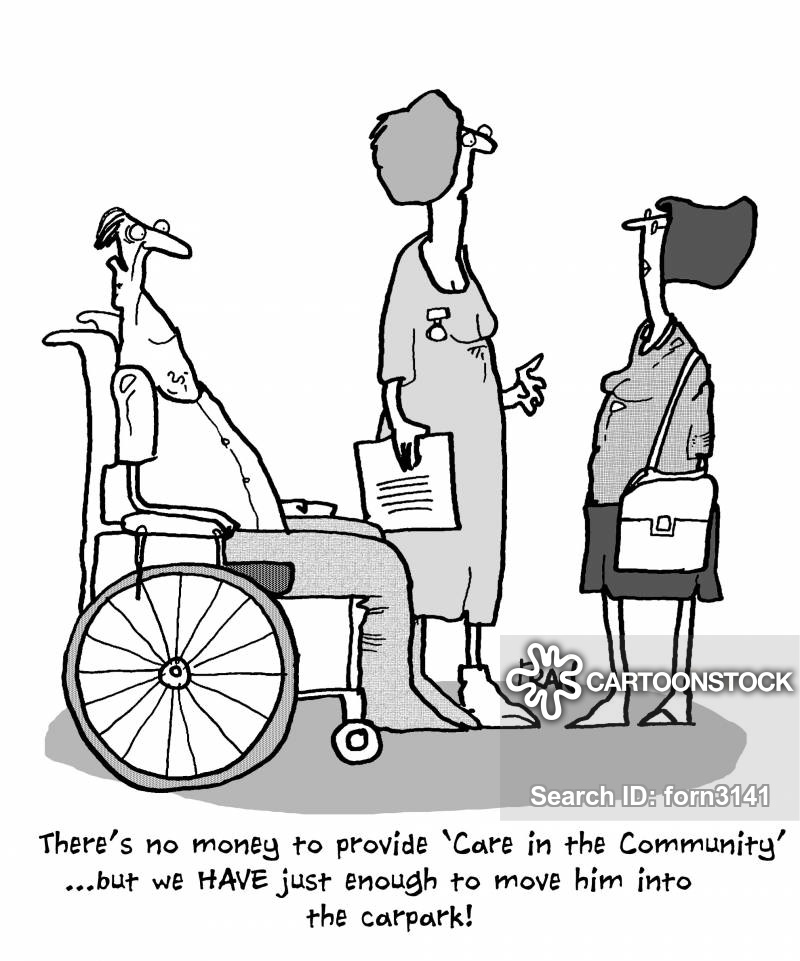 CARTOONSTOCK
Search ID: forn3141
There's no money to provide 'Care in the Community'
...but we HAVE just enough to move him into
the carpark!